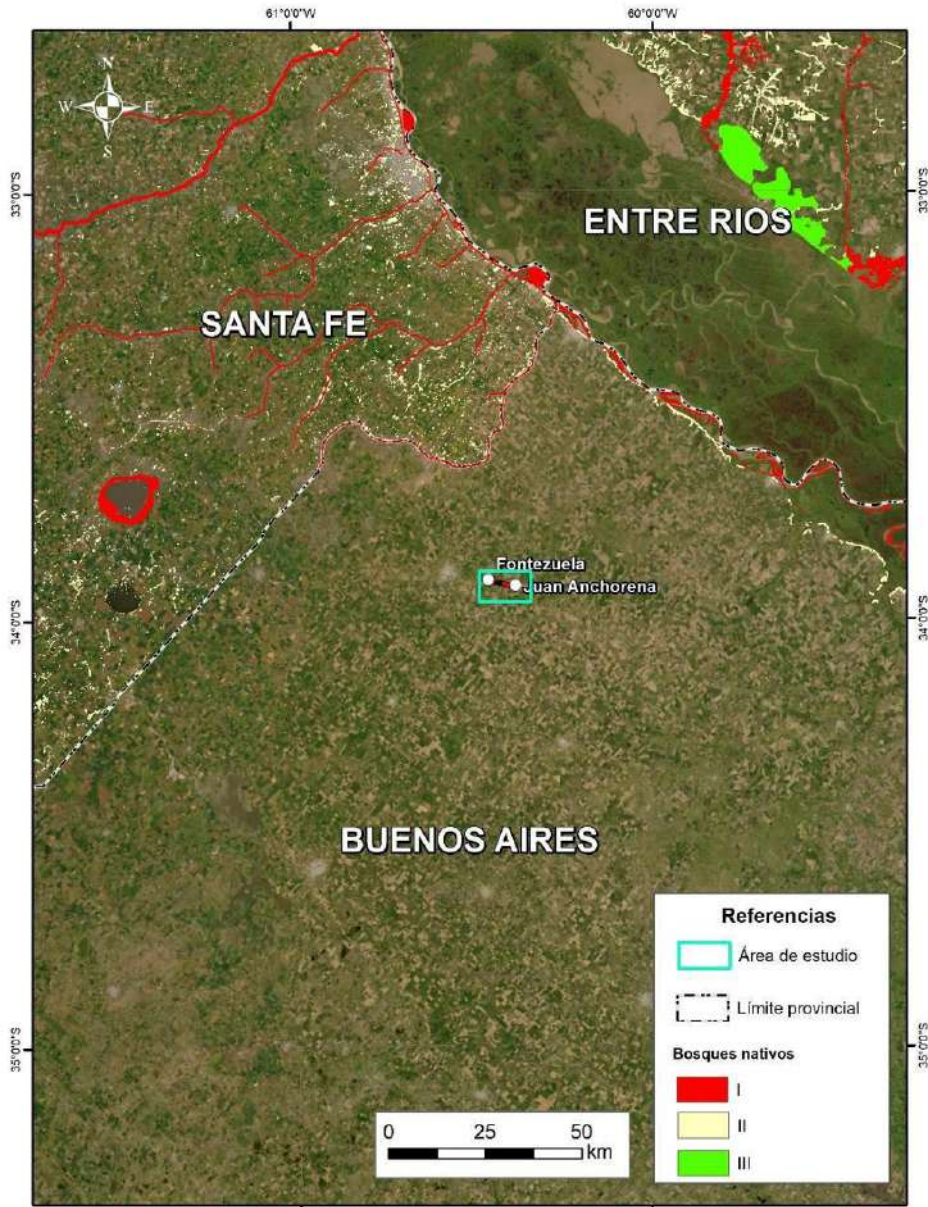 61°0'0"W
60°0'0"W
N
W
E
S
33°0'0"S
33°0'0"S
ENTRE RIOS
SANTA FE
Fontezuela
Juan Anchorena
34°0'0"S
34°0'0"S
BUENOS AIRES
Referencias
Área de estudio
Límite provincial
Bosques nativos
I
II
III
35°0'0"S
35°0'0"S
0 25 50
km